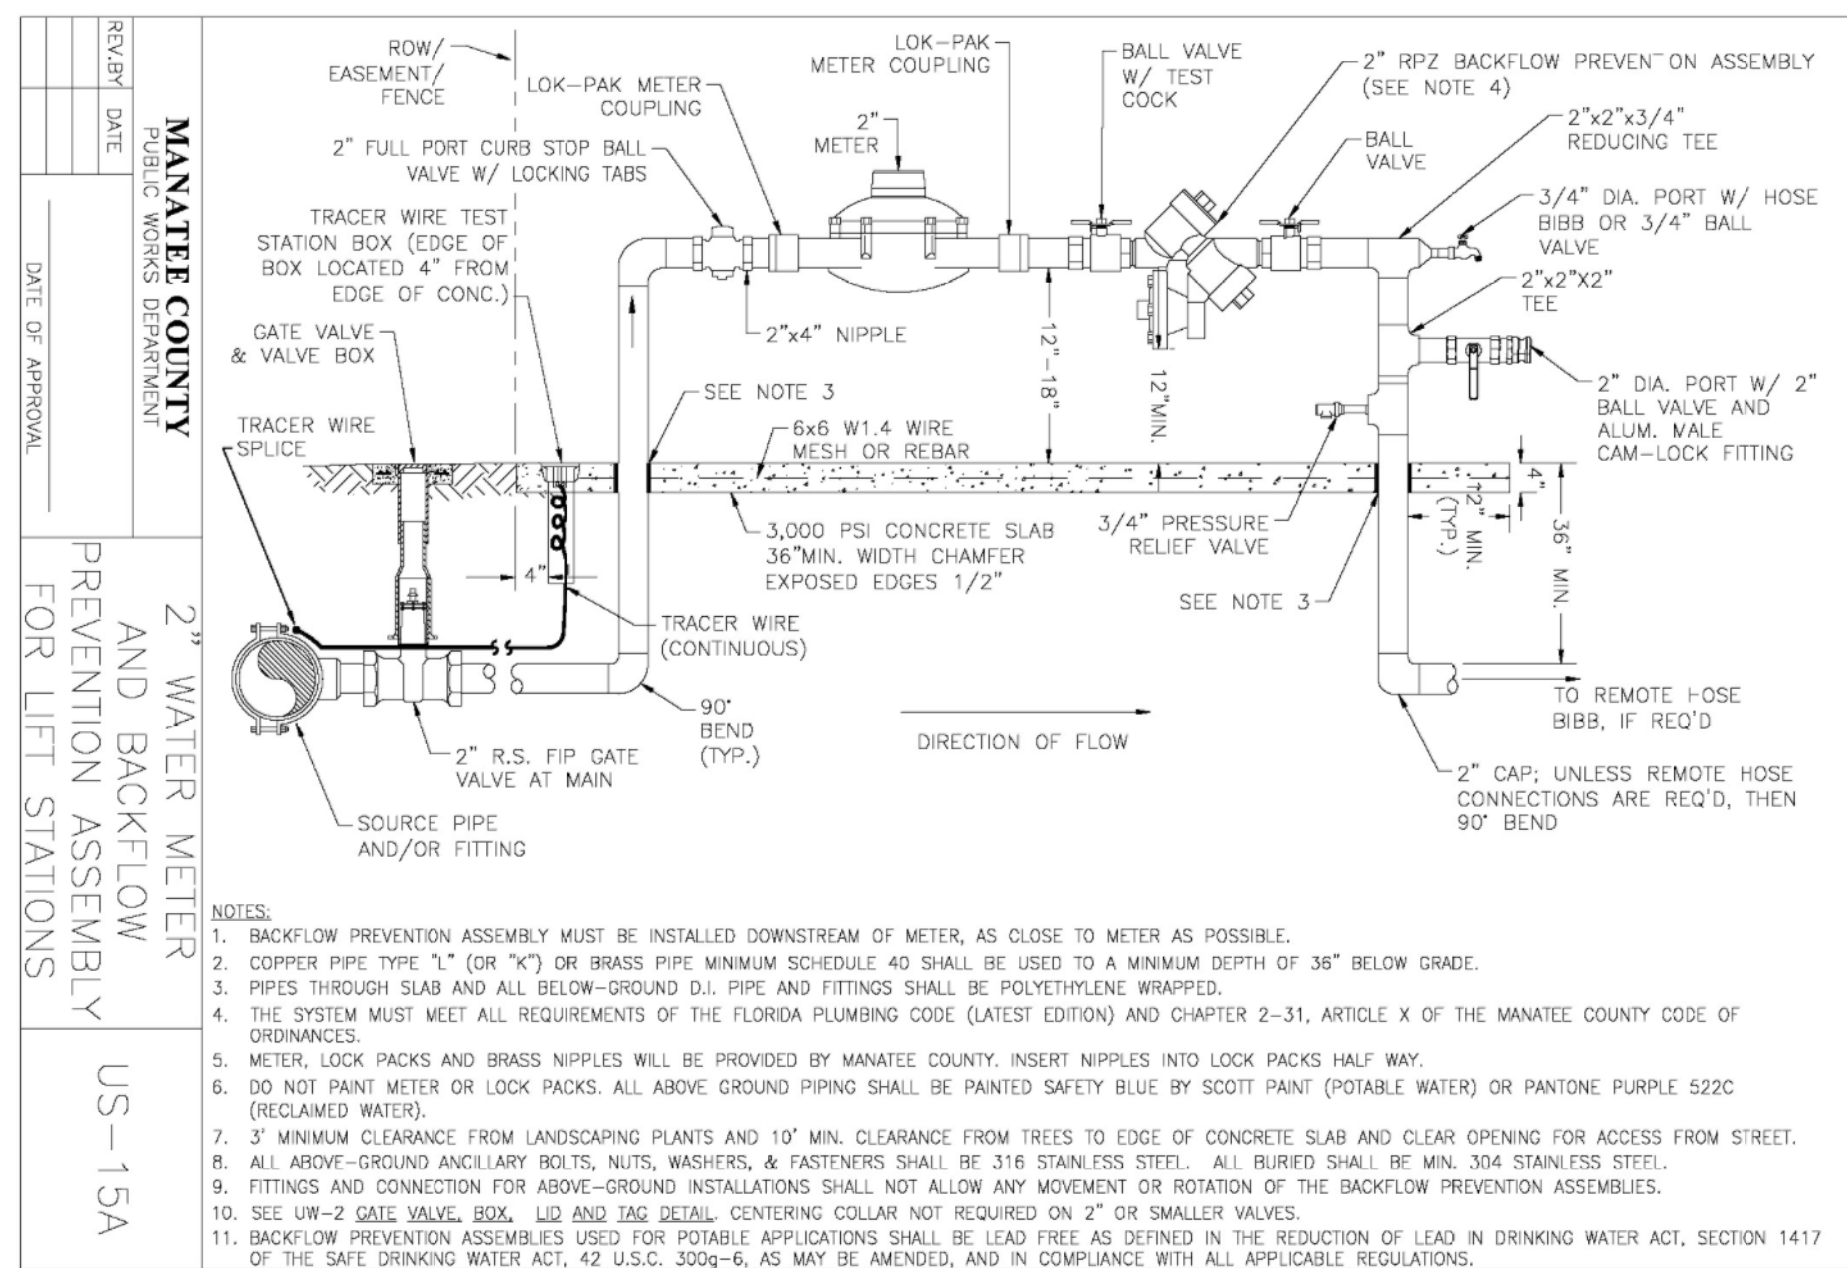 REV.BY DATE
MANATEE COUNTY
PUBLIC WORKS DEPARTMENT
DATE OF APPROVAL
2" WATER METER
AND BACKFLOW
PREVENTION ASSEMBLY
FOR LIFT STATIONS
US-15A
ROW/
EASEMENT/
FENCE
LOK-PAK METER
COUPLING
2" FULL PORT CURB STOP BALL
VALVE W/ LOCKING TABS
TRACER WIRE TEST
STATION BOX (EDGE OF
BOX LOCATED 4" FROM
EDGE OF CONC.)
GATE VALVE
& VALVE BOX
TRACER WIRE
SPLICE
2"
METER
LOK-PAK
METER COUPLING
BALL VALVE
W/ TEST
COCK
2" RPZ BACKFLOW PREVEN ON ASSEMBLY
(SEE NOTE 4)
2"x2"x3/4"
REDUCING TEE
BALL
VALVE
3/4" DIA. PORT W/ HOSE
BIBB OR 3/4" BALL
VALVE
2"x2"X2"
TEE
2"x4" NIPPLE
12"-18"
12"MIN.
SEE NOTE 3
6x6 W1.4 WIRE
MESH OR REBAR
2" DIA. PORT W/ 2"
BALL VALVE AND
ALUM. MALE
CAM-LOCK FITTING
4"
12" MIN.
(TYP.)
36" MIN.
3,000 PSI CONCRETE SLAB
36"MIN. WIDTH CHAMFER
EXPOSED EDGES 1/2"
3/4" PRESSURE
RELIEF VALVE
SEE NOTE 3
4"
TRACER WIRE
(CONTINUOUS)
90°
BEND
(TYP.)
DIRECTION OF FLOW
TO REMOTE HOSE
BIBB, IF REQ'D
2" R.S. FIP GATE
VALVE AT MAIN
2" CAP; UNLESS REMOTE HOSE
CONNECTIONS ARE REQ'D, THEN
90° BEND
SOURCE PIPE
AND/OR FITTING
NOTES:
1. BACKFLOW PREVENTION ASSEMBLY MUST BE INSTALLED DOWNSTREAM OF METER, AS CLOSE TO METER AS POSSIBLE.
2. COPPER PIPE TYPE "L" (OR "K") OR BRASS PIPE MINIMUM SCHEDULE 40 SHALL BE USED TO A MINIMUM DEPTH OF 36" BELOW GRADE.
3. PIPES THROUGH SLAB AND ALL BELOW-GROUND D.I. PIPE AND FITTINGS SHALL BE POLYETHYLENE WRAPPED.
4. THE SYSTEM MUST MEET ALL REQUIREMENTS OF THE FLORIDA PLUMBING CODE (LATEST EDITION) AND CHAPTER 2-31, ARTICLE X OF THE MANATEE COUNTY CODE OF
ORDINANCES.
5. METER, LOCK PACKS AND BRASS NIPPLES WILL BE PROVIDED BY MANATEE COUNTY. INSERT NIPPLES INTO LOCK PACKS HALF WAY.
6. DO NOT PAINT METER OR LOCK PACKS. ALL ABOVE GROUND PIPING SHALL BE PAINTED SAFETY BLUE BY SCOTT PAINT (POTABLE WATER) OR PANTONE PURPLE 522C
(RECLAIMED WATER).
7. 3' MINIMUM CLEARANCE FROM LANDSCAPING PLANTS AND 10' MIN. CLEARANCE FROM TREES TO EDGE OF CONCRETE SLAB AND CLEAR OPENING FOR ACCESS FROM STREET.
8. ALL ABOVE-GROUND ANCILLARY BOLTS, NUTS, WASHERS, & FASTENERS SHALL BE 316 STAINLESS STEEL. ALL BURIED SHALL BE MIN. 304 STAINLESS STEEL.
9. FITTINGS AND CONNECTION FOR ABOVE-GROUND INSTALLATIONS SHALL NOT ALLOW ANY MOVEMENT OR ROTATION OF THE BACKFLOW PREVENTION ASSEMBLIES.
10. SEE UW-2 GATE VALVE, BOX, LID AND TAG DETAIL. CENTERING COLLAR NOT REQUIRED ON 2" OR SMALLER VALVES.
11. BACKFLOW PREVENTION ASSEMBLIES USED FOR POTABLE APPLICATIONS SHALL BE LEAD FREE AS DEFINED IN THE REDUCTION OF LEAD IN DRINKING WATER ACT, SECTION 1417
OF THE SAFE DRINKING WATER ACT, 42 U.S.C. 300g-6, AS MAY BE AMENDED, AND IN COMPLIANCE WITH ALL APPLICABLE REGULATIONS.